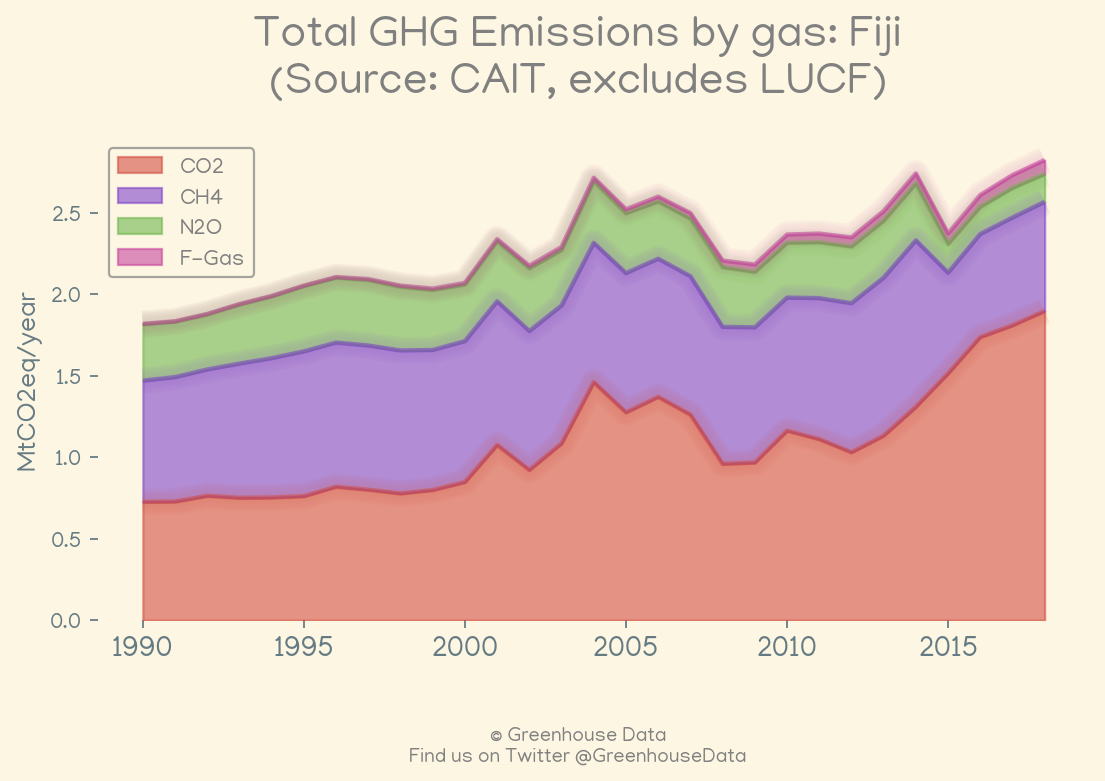 Total GHG Emissions by gas: Fiji
(Source: CAIT, excludes LUCF)
CO2
CH4
N2O
F-Gas
MtCO2eq/year
2.5
2.0
1.5
1.0
0.5
0.0
1990 1995 2000 2005 2010 2015
© Greenhouse Data
Find us on Twitter @GreenhouseData